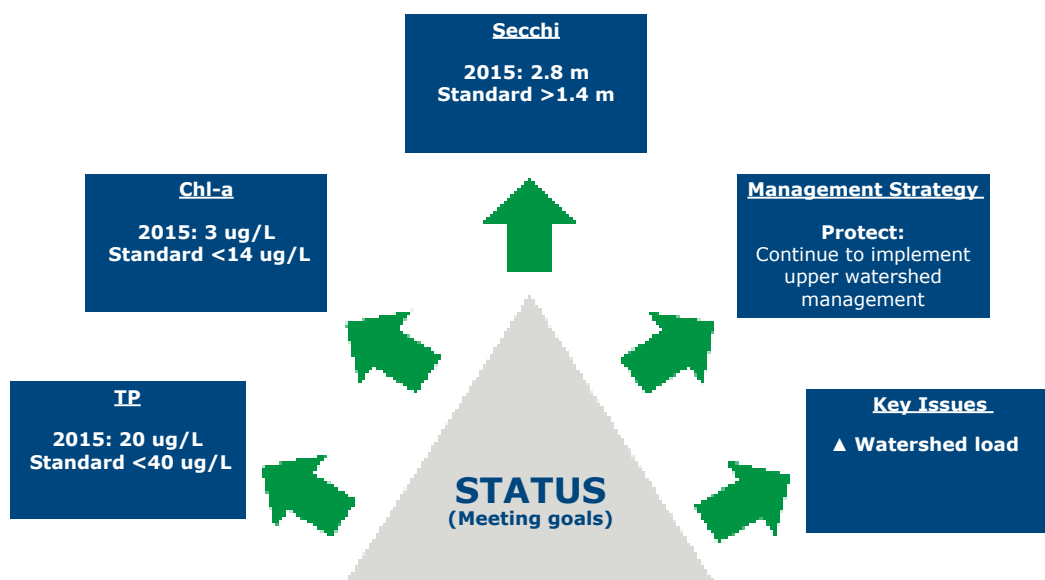 Secchi
2015: 2.8 m
Standard >1.4 m
Chl-a
2015: 3 ug/L
Standard <14 ug/L
Management Strategy
Protect:
Continue to implement
upper watershed
management
TP
2015: 20 ug/L
Standard <40 ug/L
Key Issues
▲ Watershed load
STATUS
(Meeting goals)